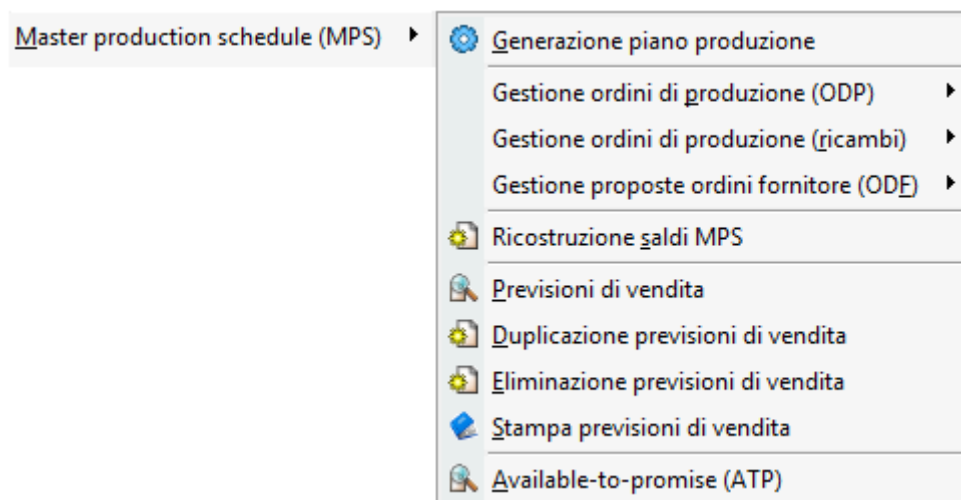 Master production schedule (MPS)
Generazione piano produzione
Gestione ordini di produzione (ODP)
Gestione ordini di produzione (ricambi)
Gestione proposte ordini fornitore (ODF)
Ricostruzione saldi MPS
Previsioni di vendita
Duplicazione previsioni di vendita
Eliminazione previsioni di vendita
Stampa previsioni di vendita
Available-to-promise (ATP)